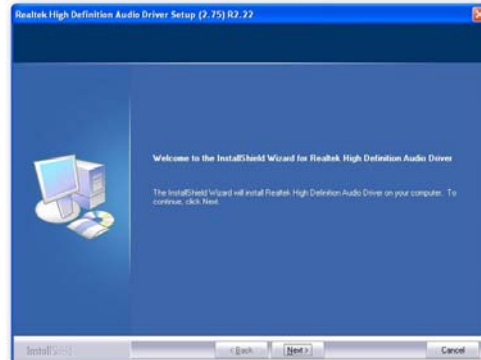 Realtek High Definition Audio Driver Setup (2.75) R2.22
Welcome to the InstallShield Wizard for Realtek High Definition Audio Driver
The InstallShield Wizard will install Realtek High Definition Audio Driver on your computer. To
continue, click Next.
InstallShield
< Back
Next >
Cancel